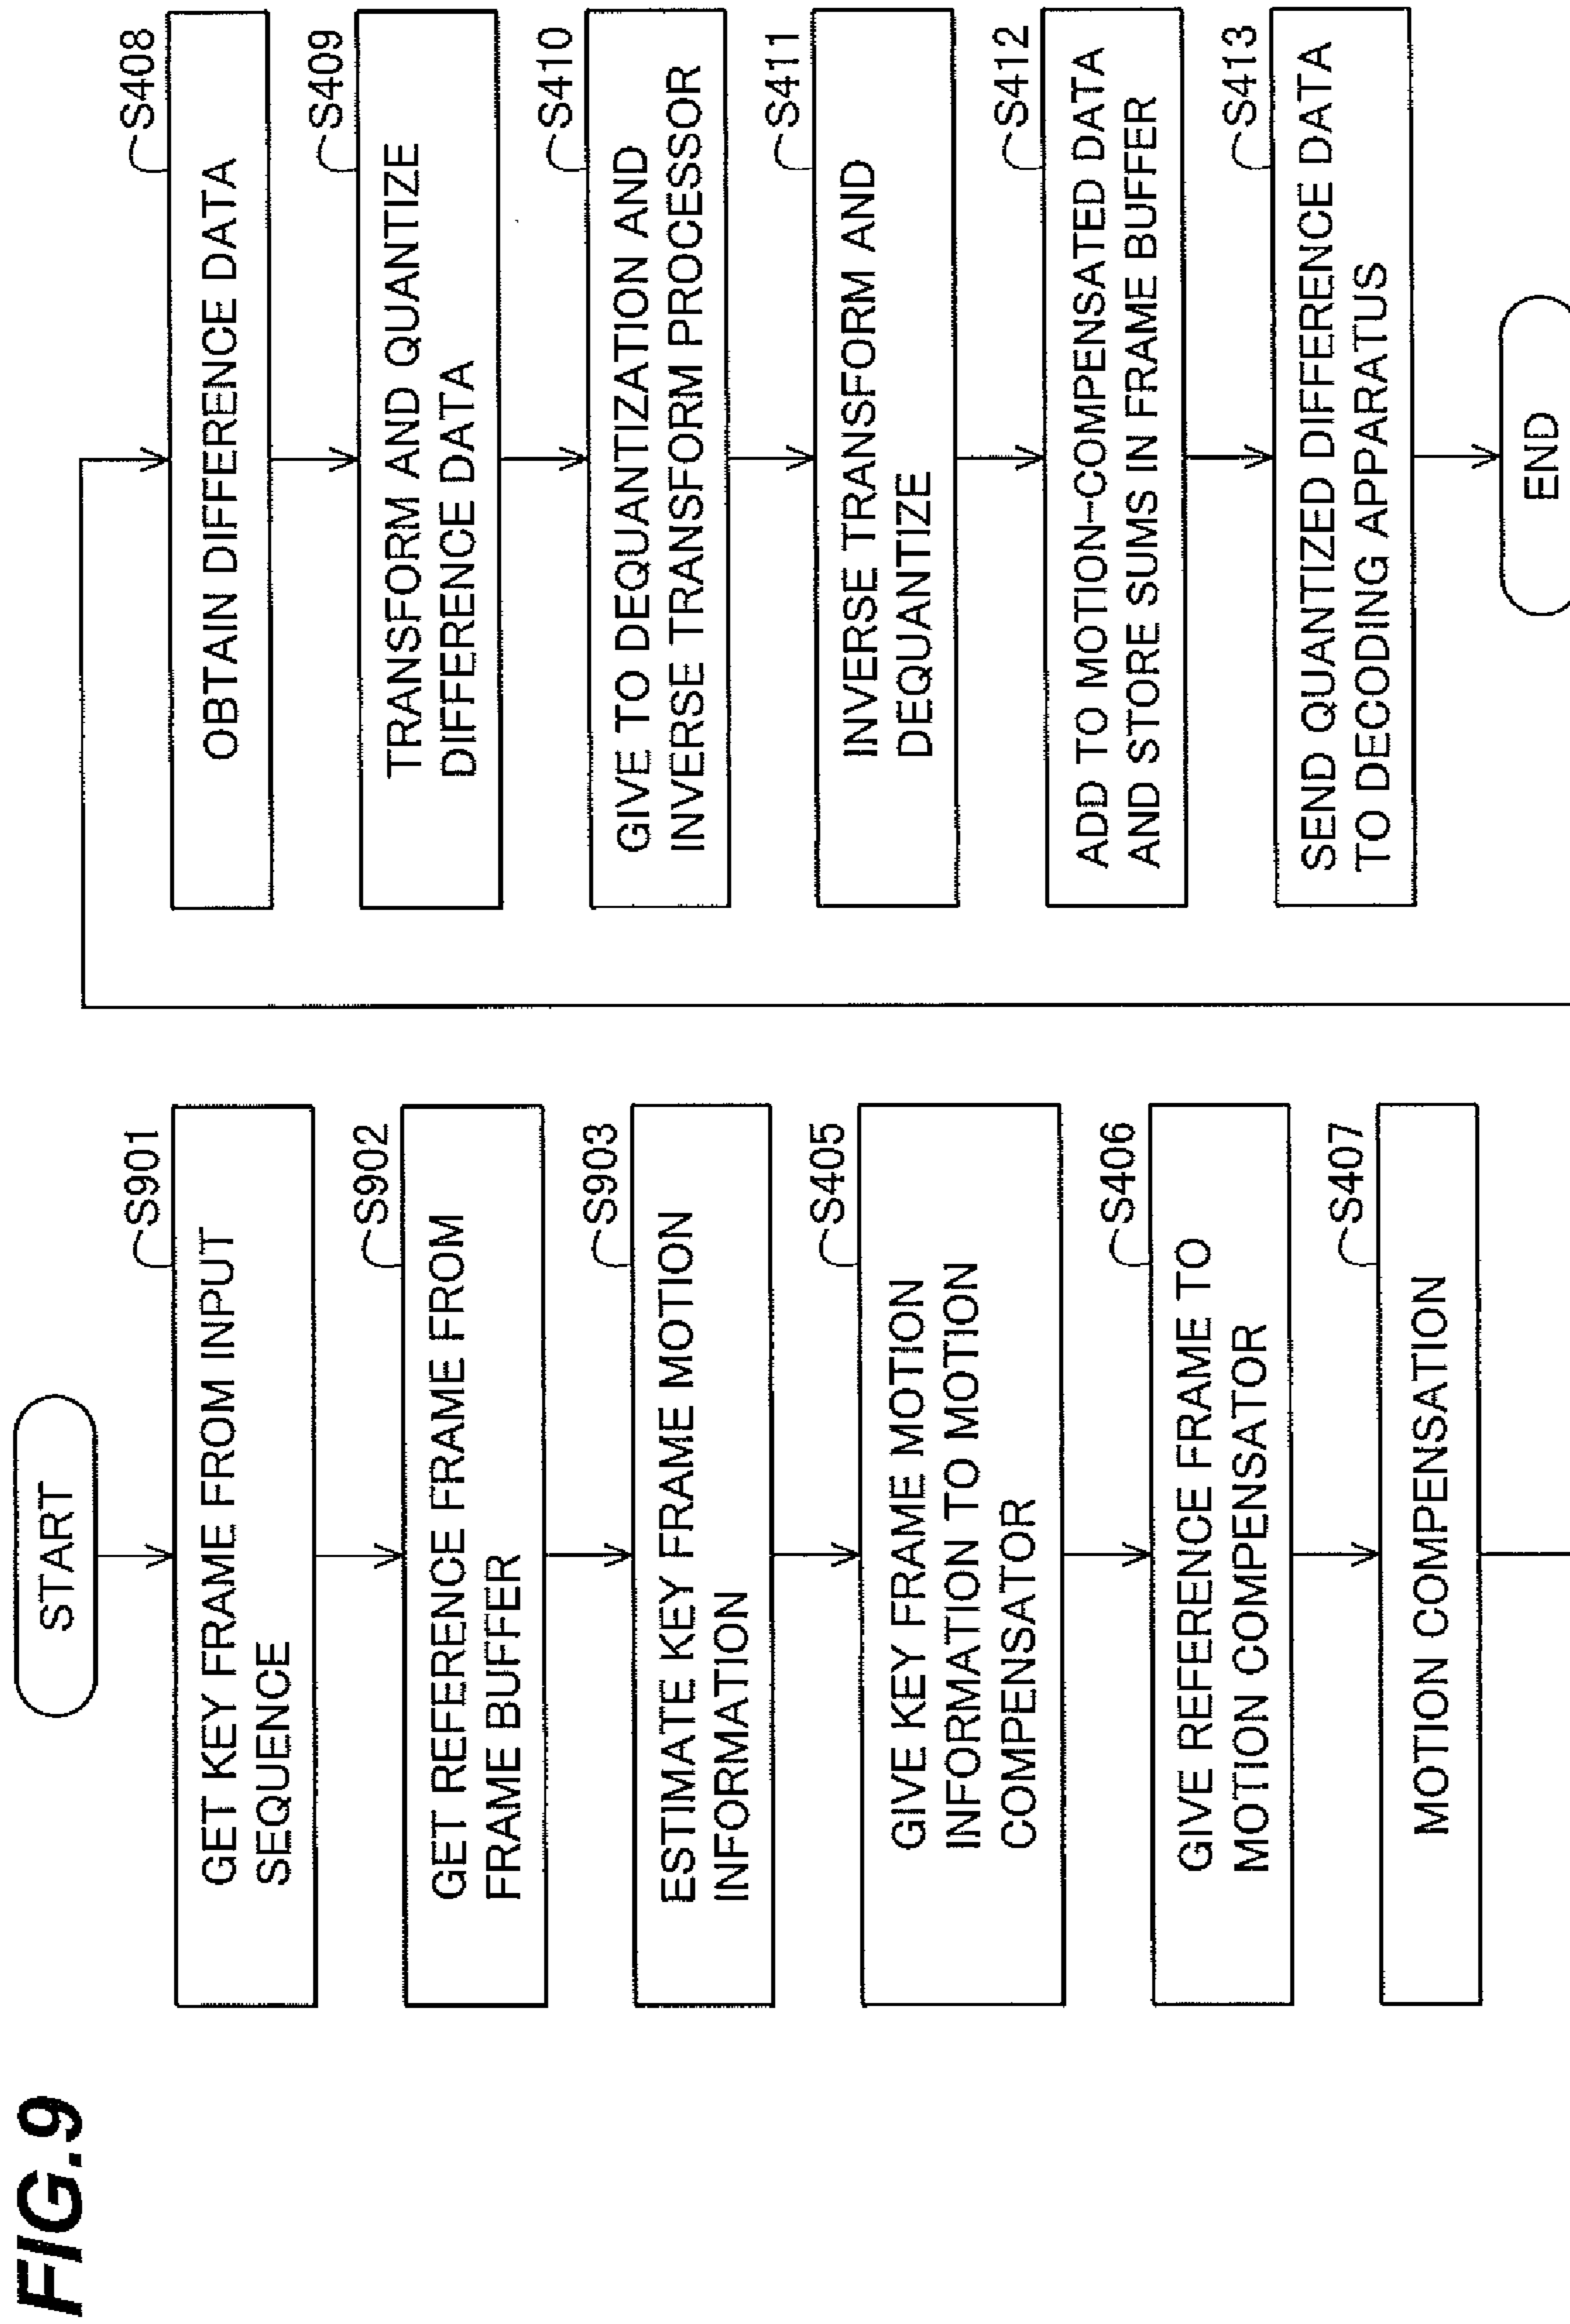 FIG.9
START
S901
GET KEY FRAME FROM INPUT
SEQUENCE
S902
GET REFERENCE FRAME FROM
FRAME BUFFER
S903
ESTIMATE KEY FRAME MOTION
INFORMATION
S405
GIVE KEY FRAME MOTION
INFORMATION TO MOTION
COMPENSATOR
S406
GIVE REFERENCE FRAME TO
MOTION COMPENSATOR
S407
MOTION COMPENSATION
S408
OBTAIN DIFFERENCE DATA
S409
TRANSFORM AND QUANTIZE
DIFFERENCE DATA
S410
GIVE TO DEQUANTIZATION AND
INVERSE TRANSFORM PROCESSOR
S411
INVERSE TRANSFORM AND
DEQUANTIZE
S412
ADD TO MOTION-COMPENSATED DATA
AND STORE SUMS IN FRAME BUFFER
S413
SEND QUANTIZED DIFFERENCE DATA
TO DECODING APPARATUS
END